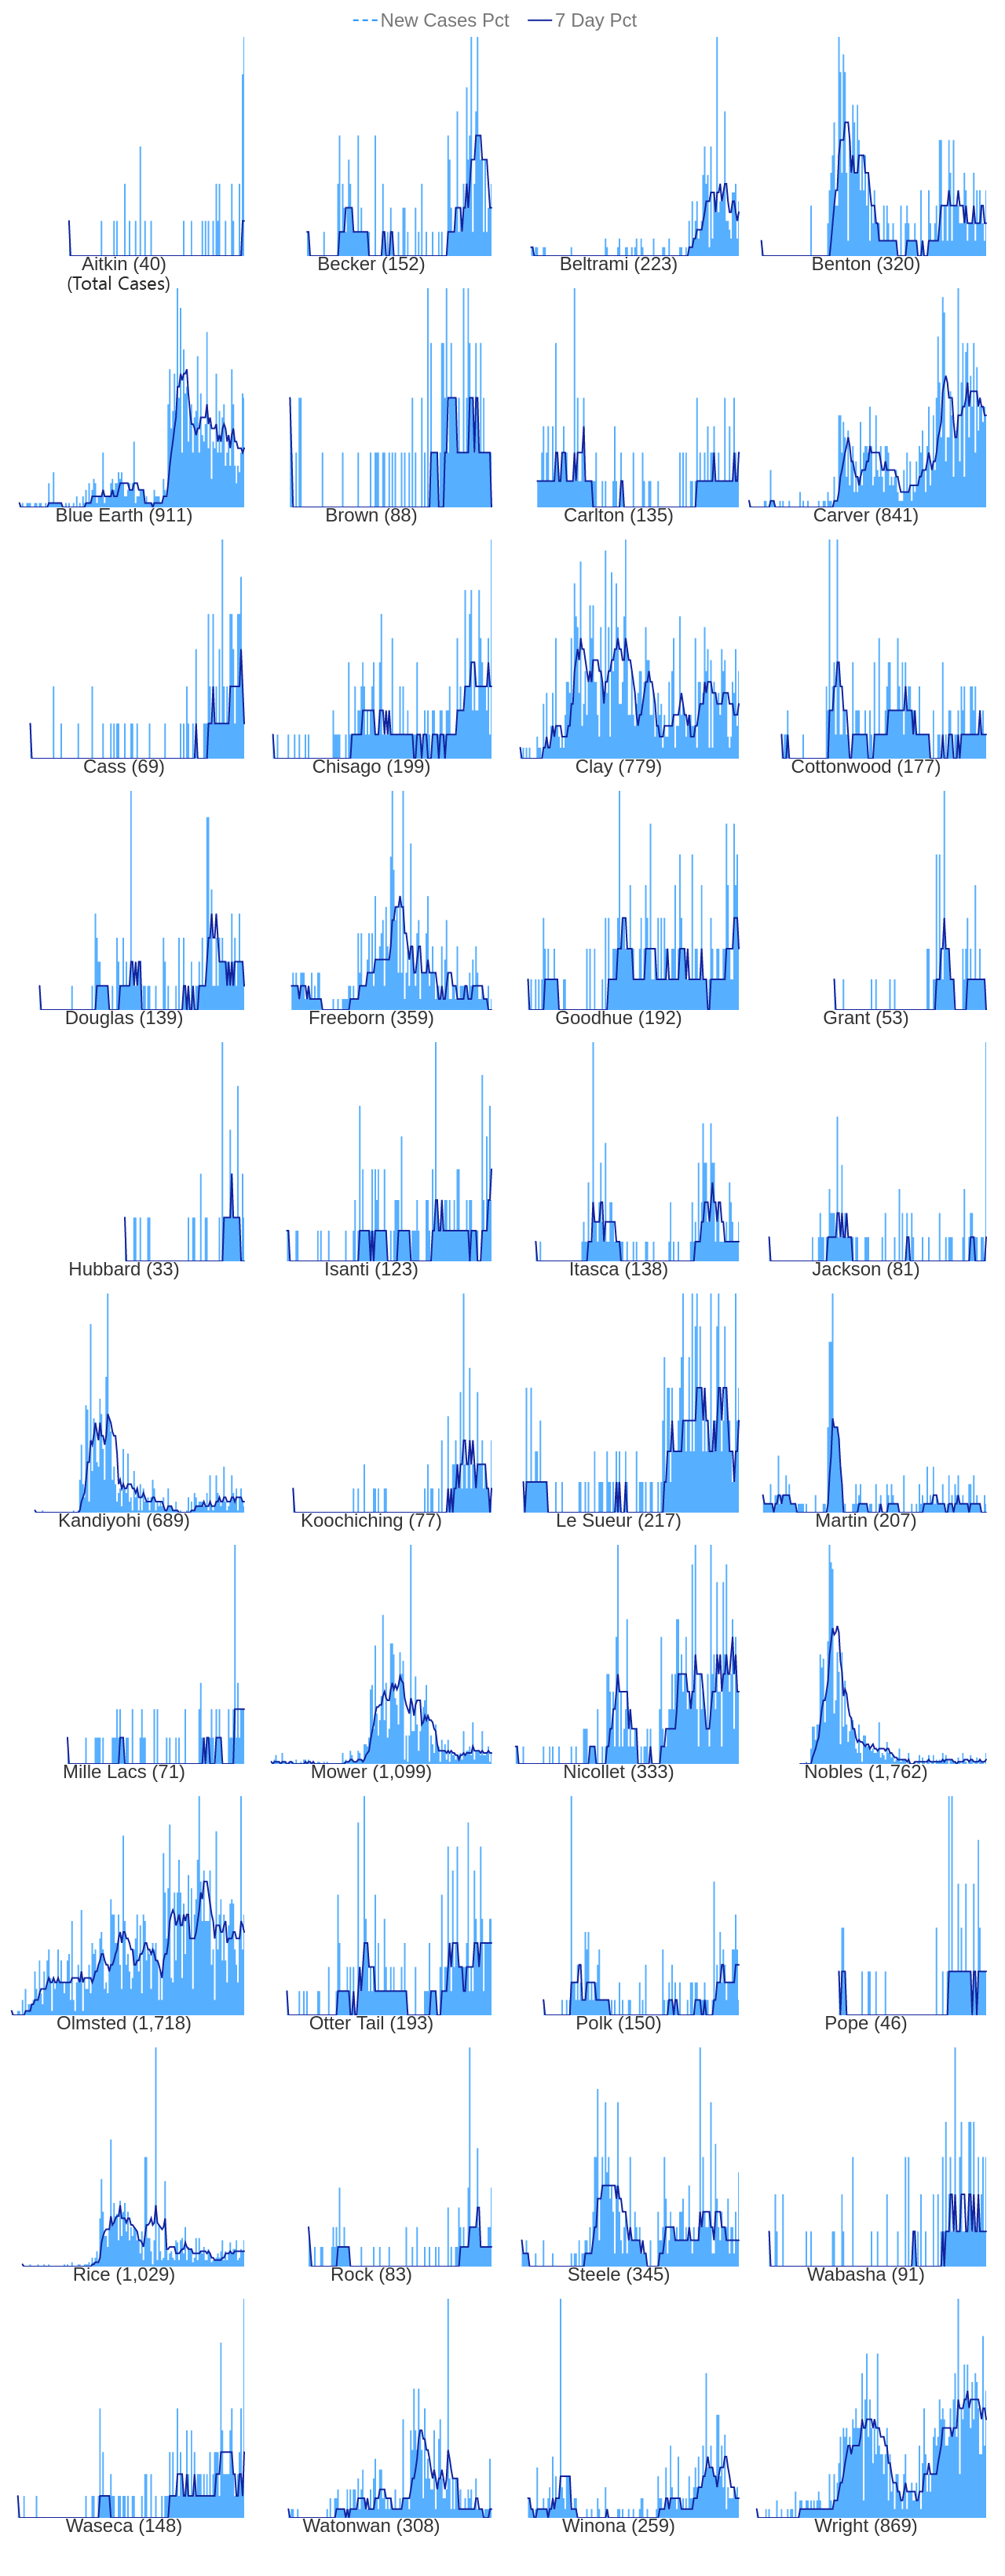 New Cases Pct 7 Day Pct
Aitkin (40) Becker (152) Beltrami (223) Benton (320)
(Total Cases)
Blue Earth (911) Brown (88) Carlton (135) Carver (841)
Cass (69) Chisago (199) Clay (779) Cottonwood (177)
Douglas (139) Freeborn (359) Goodhue (192) Grant (53)
Hubbard (33) Isanti (123) Itasca (138) Jackson (81)
Kandiyohi (689) Koochiching (77) Le Sueur (217) Martin (207)
Mille Lacs (71) Mower (1,099) Nicollet (333) Nobles (1,762)
Olmsted (1,718) Otter Tail (193) Polk (150) Pope (46)
Rice (1,029) Rock (83) Steele (345) Wabasha (91)
Waseca (148) Watonwan (308) Winona (259) Wright (869)